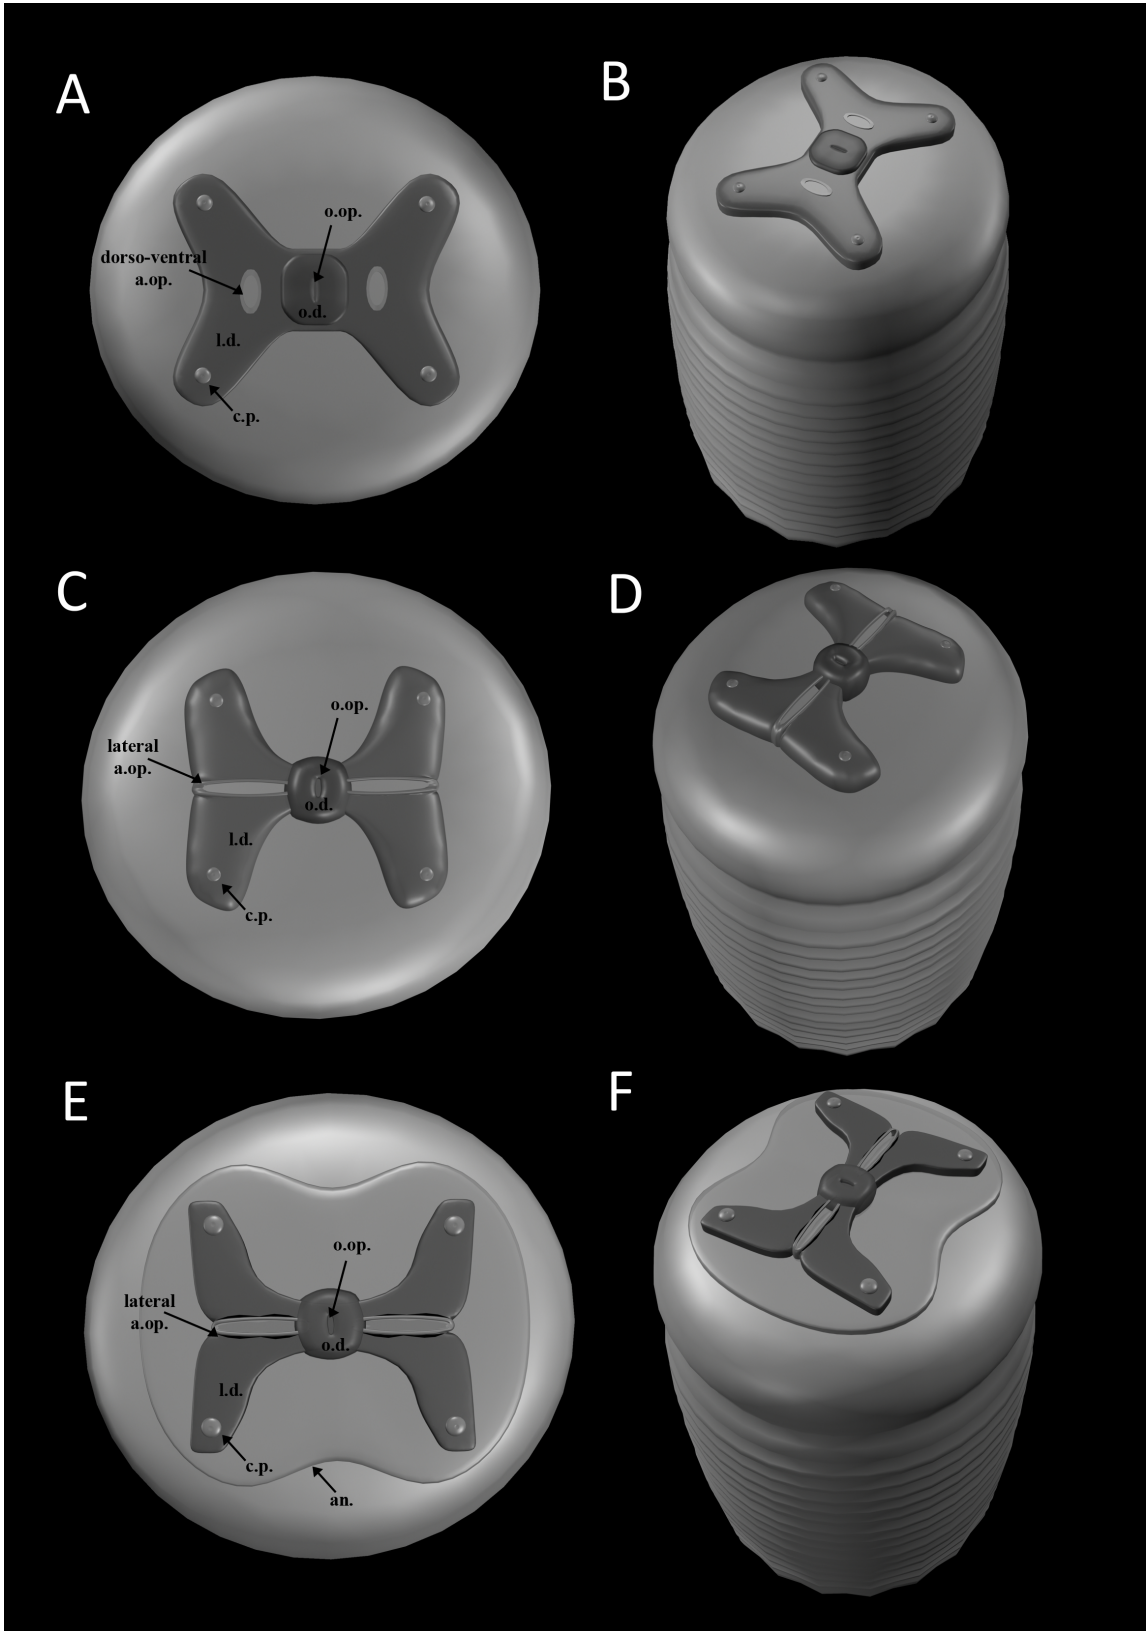 A
B
o.op.
dorso-ventral
a.op.
o.d.
l.d.
c.p.
C
D
o.op.
lateral
a.op.
o.d.
l.d.
c.p.
E
F
o.op.
lateral
a.op.
o.d.
l.d.
c.p.
an.